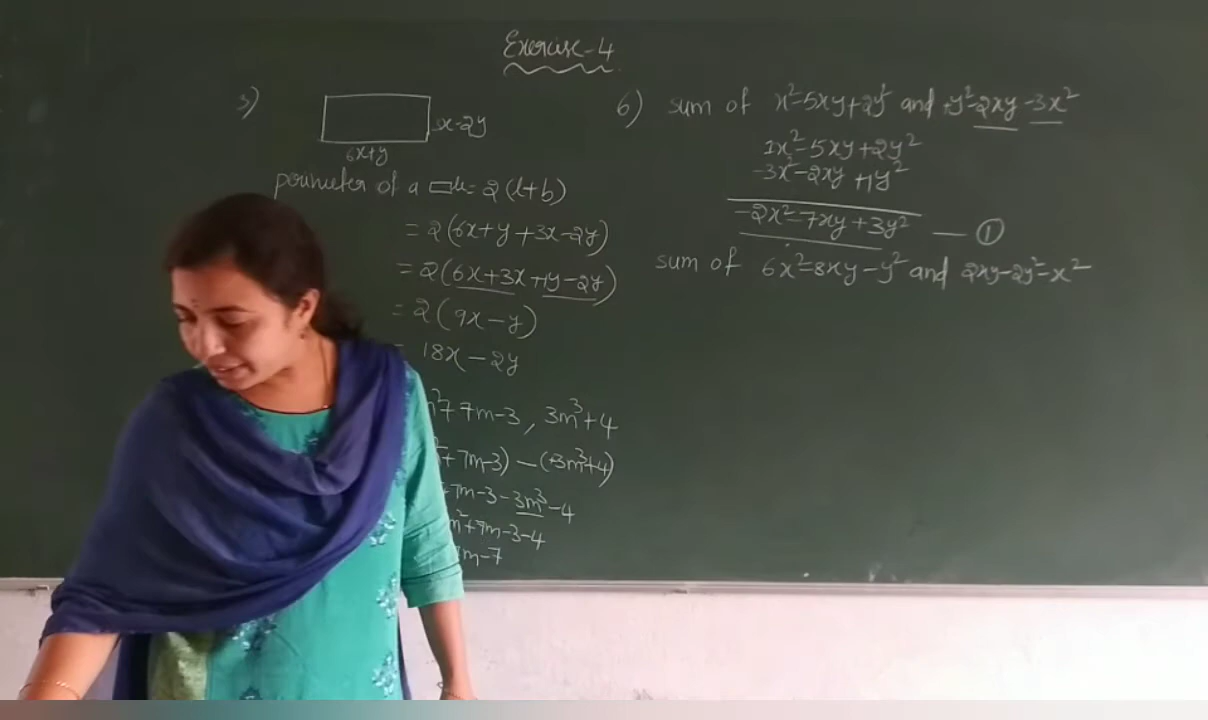 Exercise-4
3)
x-2y
6x+y
perimeter of a ▭le = 2(l+b)
= 2(6x+y+3x-2y)
= 2(6x+3x+1y-2y)
= 2(9x-y)
= 18x-2y
+7m-3, 3m³+4
+7m-3) - (+3m³+4)
+7m-3-3m³-4
m²+7m-3-4
7m-7
6) sum of x²-5xy+2y² and +y²-2xy-3x²
1x²-5xy+2y²
-3x²-2xy+1y²
-2x²-7xy+3y² — ①
sum of 6x²-8xy-y² and 2xy-2y²-x²